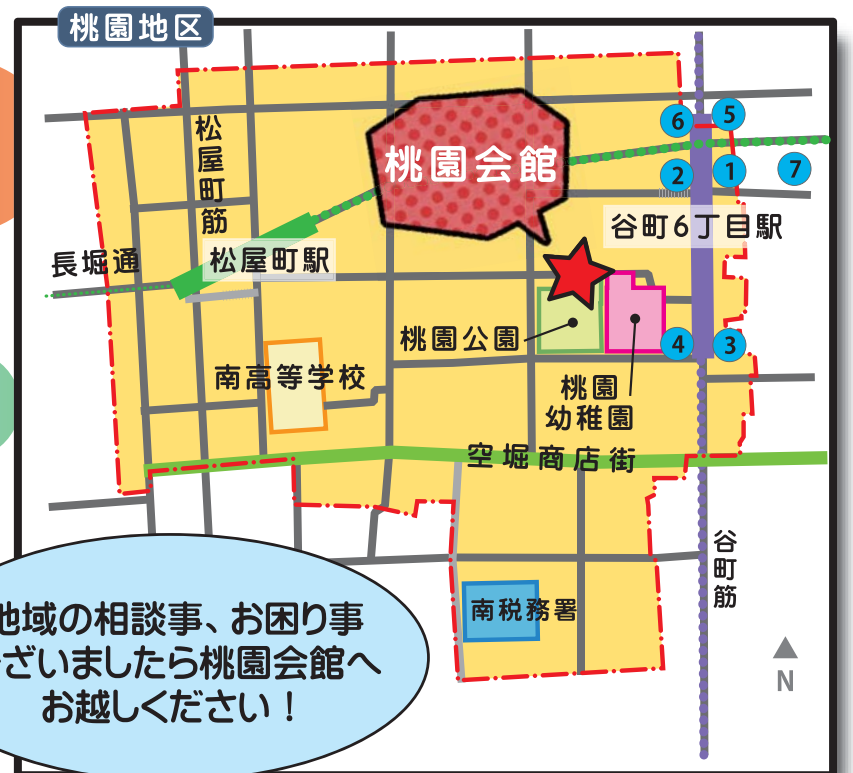 桃園地区
松屋町筋
桃園会館
6
5
2
1
7
谷町6丁目駅
長堀通
松屋町駅
桃園公園
4
3
南高等学校
桃園
幼稚園
空堀商店街
谷町筋
南税務署
地域の相談事、お困り事
ざいましたら桃園会館へ
お越しください！
N